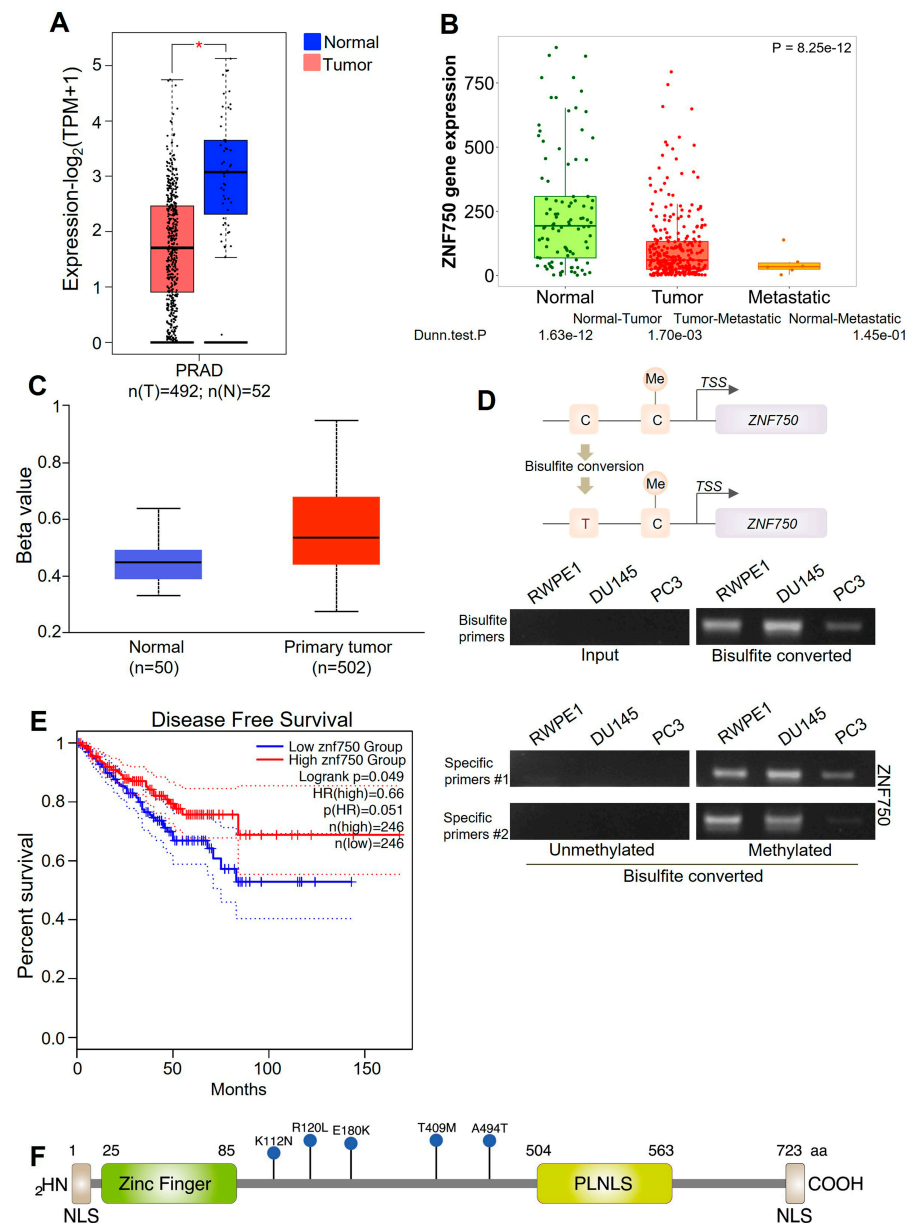 A
Normal
Tumor
*
Expression-log2(TPM+1)
5
4
3
2
1
0
PRAD
n(T)=492; n(N)=52
B
P = 8.25e-12
ZNF750 gene expression
750
500
250
0
Normal Tumor Metastatic
Normal-Tumor Tumor-Metastatic Normal-Metastatic
Dunn.test.P 1.63e-12 1.70e-03 1.45e-01
C
Beta value
1
0.8
0.6
0.4
0.2
Normal Primary tumor
(n=50) (n=502)
D
Me
TSS
C C ZNF750
Bisulfite conversion
Me
TSS
T C ZNF750
RWPE1 DU145 PC3 RWPE1 DU145 PC3
Bisulfite
primers
Input Bisulfite converted
RWPE1 DU145 PC3 RWPE1 DU145 PC3
Specific
primers #1
Specific
primers #2
ZNF750
Unmethylated Methylated
Bisulfite converted
E
Disease Free Survival
Low znf750 Group
High znf750 Group
Logrank p=0.049
HR(high)=0.66
p(HR)=0.051
n(high)=246
n(low)=246
Percent survival
1
0.8
0.6
0.4
0.2
0.0
0 50 100 150
Months
F
K112N R120L E180K T409M A494T
1 25 85 504 563 723 aa
2HN Zinc Finger PLNLS COOH
NLS NLS